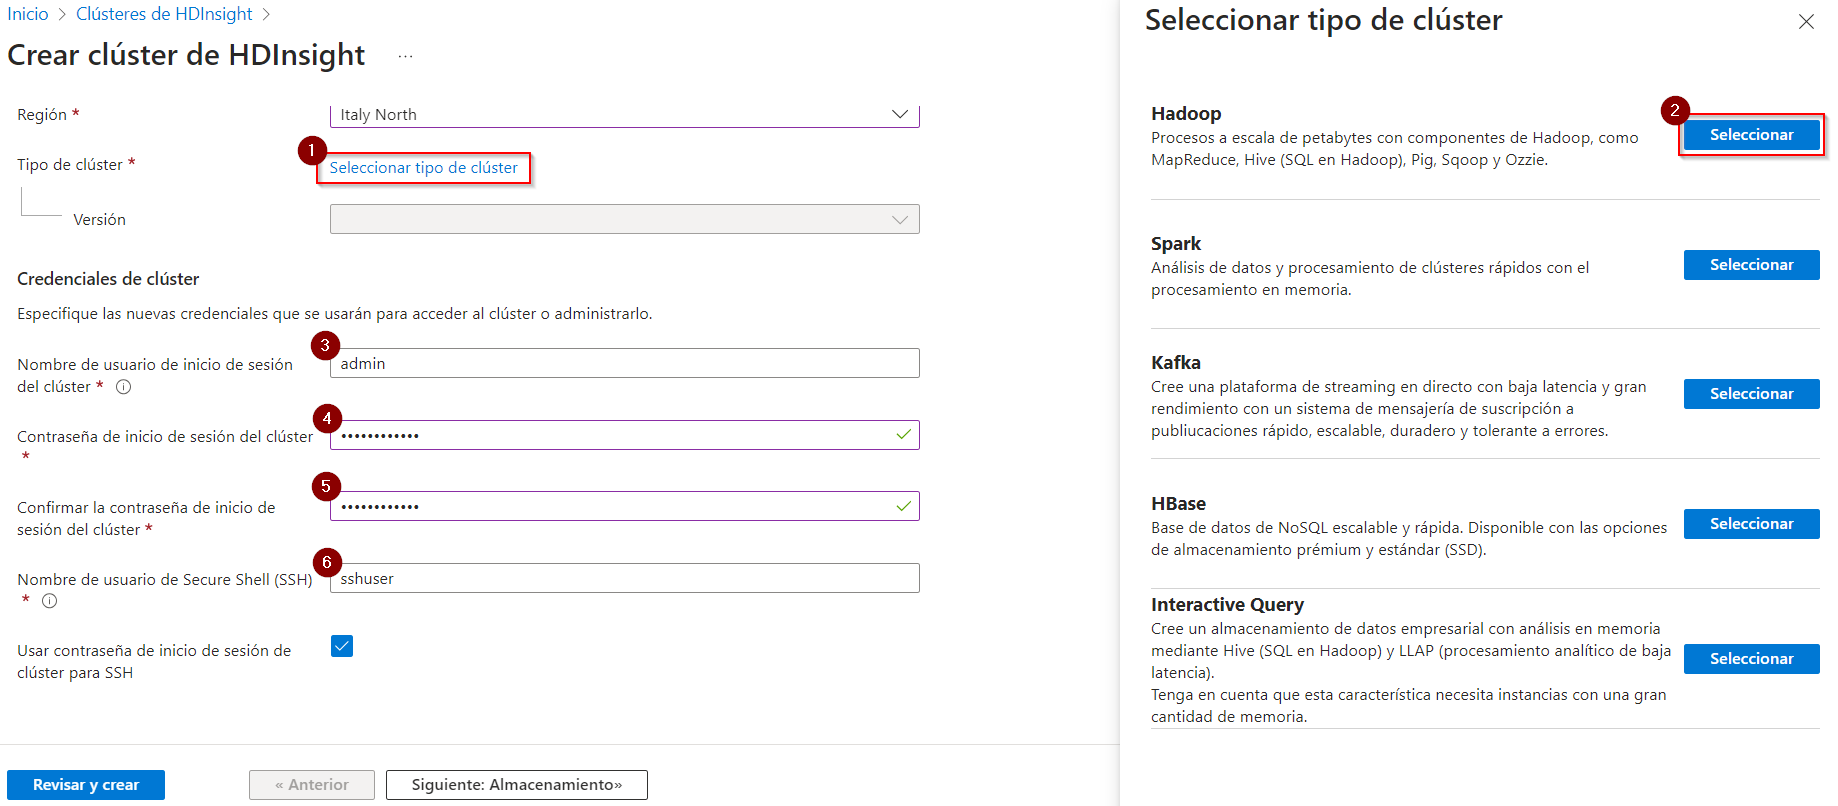 Inicio > Clústeres de HDInsight >
Crear clúster de HDInsight ...
Región *
Italy North
Tipo de clúster *
1
Seleccionar tipo de clúster
Versión
Credenciales de clúster
Especifique las nuevas credenciales que se usarán para acceder al clúster o administrarlo.
Nombre de usuario de inicio de sesión
del clúster *
3
admin
Contraseña de inicio de sesión del clúster
*
4
••••••••••••
Confirmar la contraseña de inicio de
sesión del clúster *
5
••••••••••••
Nombre de usuario de Secure Shell (SSH)
*
6
sshuser
Usar contraseña de inicio de sesión de
clúster para SSH
Revisar y crear
« Anterior
Siguiente: Almacenamiento»
Seleccionar tipo de clúster
Hadoop
Procesos a escala de petabytes con componentes de Hadoop, como
MapReduce, Hive (SQL en Hadoop), Pig, Sqoop y Ozzie.
2
Seleccionar
Spark
Análisis de datos y procesamiento de clústeres rápidos con el
procesamiento en memoria.
Seleccionar
Kafka
Cree una plataforma de streaming en directo con baja latencia y gran
rendimiento con un sistema de mensajería de suscripción a
publiucaciones rápido, escalable, duradero y tolerante a errores.
Seleccionar
HBase
Base de datos de NoSQL escalable y rápida. Disponible con las opciones
de almacenamiento prémium y estándar (SSD).
Seleccionar
Interactive Query
Cree un almacenamiento de datos empresarial con análisis en memoria
mediante Hive (SQL en Hadoop) y LLAP (procesamiento analítico de baja
latencia).
Tenga en cuenta que esta característica necesita instancias con una gran
cantidad de memoria.
Seleccionar